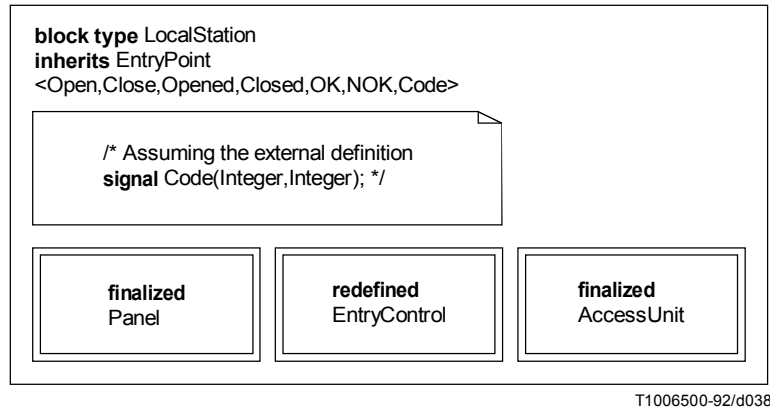 block type LocalStation
inherits EntryPoint
<Open,Close,Opened,Closed,OK,NOK,Code>
/* Assuming the external definition
signal Code(Integer,Integer); */
finalized
Panel
redefined
EntryControl
finalized
AccessUnit
T1006500-92/d038